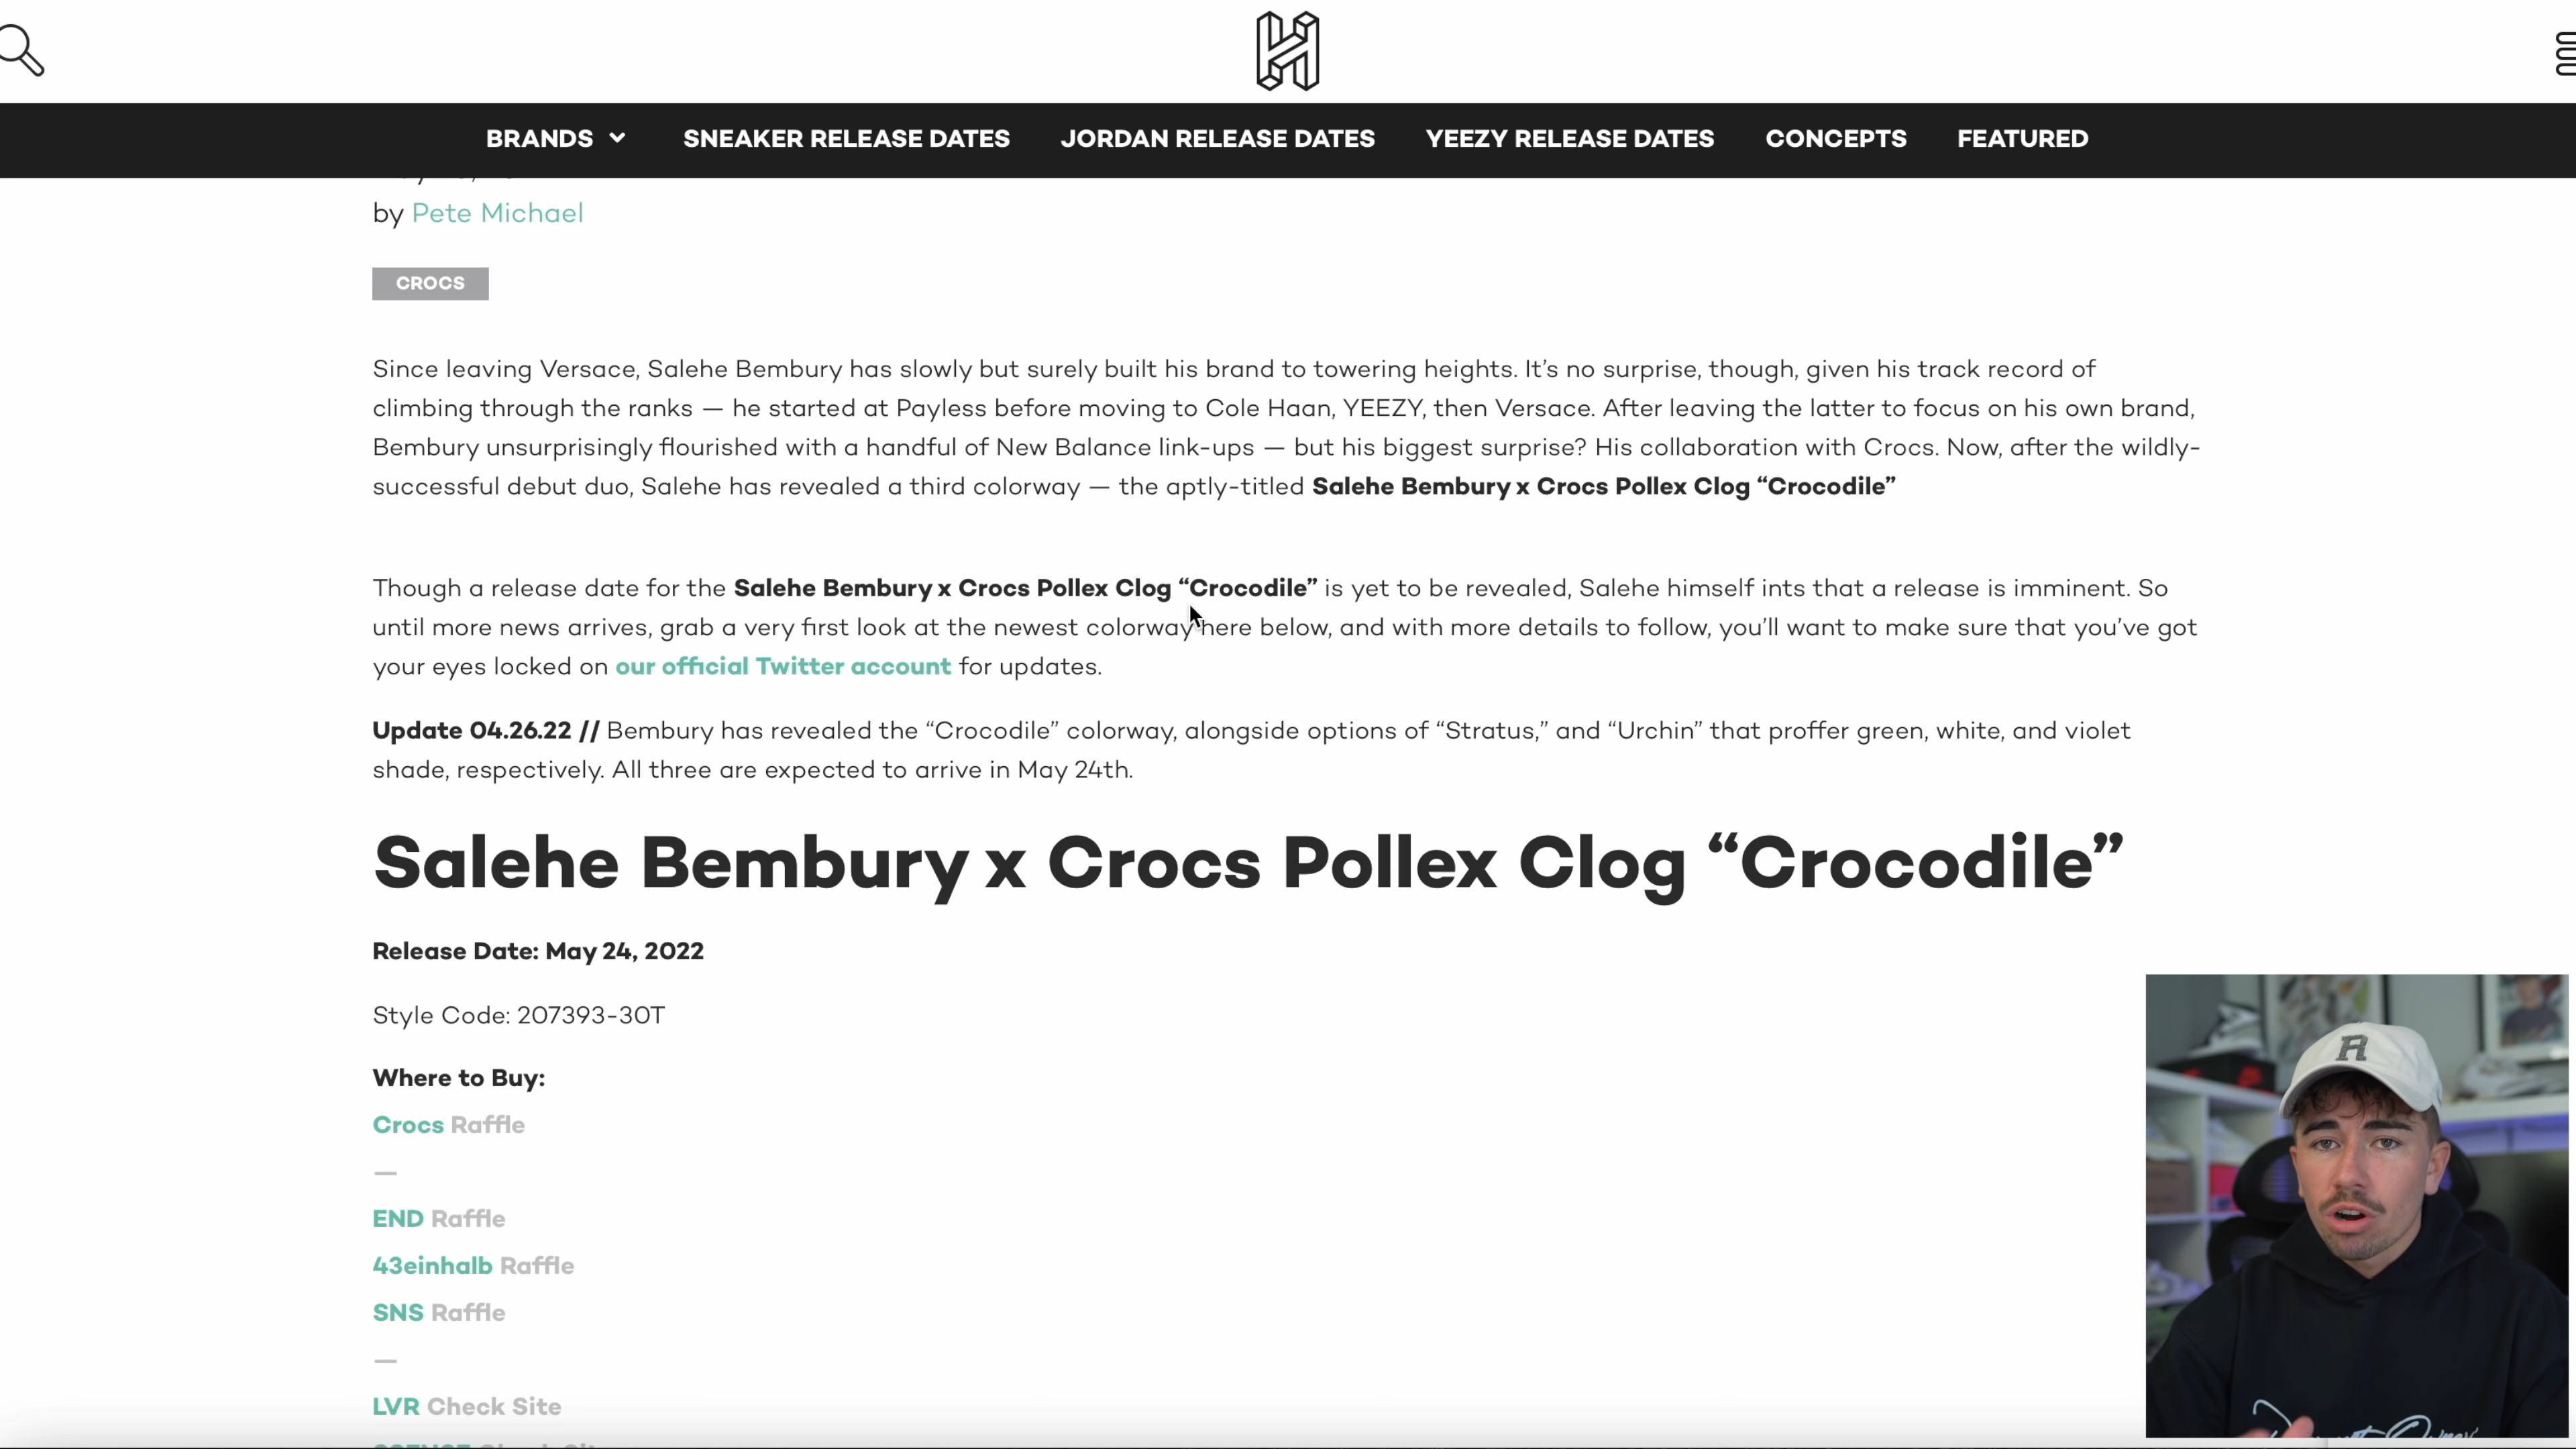 BRANDS SNEAKER RELEASE DATES JORDAN RELEASE DATES YEEZY RELEASE DATES CONCEPTS FEATURED
by Pete Michael
CROCS
Since leaving Versace, Salehe Bembury has slowly but surely built his brand to towering heights. It’s no surprise, though, given his track record of
climbing through the ranks — he started at Payless before moving to Cole Haan, YEEZY, then Versace. After leaving the latter to focus on his own brand,
Bembury unsurprisingly flourished with a handful of New Balance link-ups — but his biggest surprise? His collaboration with Crocs. Now, after the wildly-
successful debut duo, Salehe has revealed a third colorway — the aptly-titled Salehe Bembury x Crocs Pollex Clog “Crocodile”
Though a release date for the Salehe Bembury x Crocs Pollex Clog “Crocodile” is yet to be revealed, Salehe himself ints that a release is imminent. So
until more news arrives, grab a very first look at the newest colorway here below, and with more details to follow, you’ll want to make sure that you’ve got
your eyes locked on our official Twitter account for updates.
Update 04.26.22 // Bembury has revealed the “Crocodile” colorway, alongside options of “Stratus,” and “Urchin” that proffer green, white, and violet
shade, respectively. All three are expected to arrive in May 24th.
Salehe Bembury x Crocs Pollex Clog “Crocodile”
Release Date: May 24, 2022
Style Code: 207393-3OT
Where to Buy:
Crocs Raffle
—
END Raffle
43einhalb Raffle
SNS Raffle
—
LVR Check Site
R